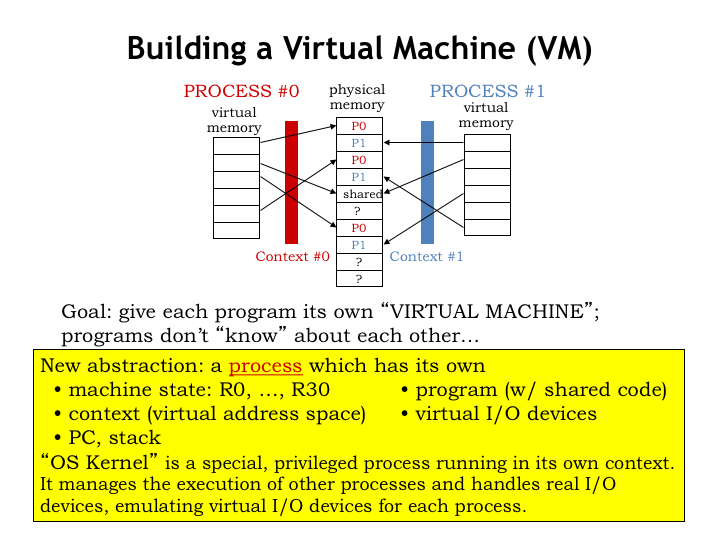 Building a Virtual Machine (VM)
PROCESS #0
physical
memory
PROCESS #1
virtual
memory
virtual
memory
P0
P1
P0
P1
shared
?
P0
P1
?
?
Context #0
Context #1
Goal: give each program its own “VIRTUAL MACHINE”;
programs don’t “know” about each other…
New abstraction: a process which has its own
• machine state: R0, …, R30
• program (w/ shared code)
• context (virtual address space)
• virtual I/O devices
• PC, stack
“OS Kernel” is a special, privileged process running in its own context.
It manages the execution of other processes and handles real I/O
devices, emulating virtual I/O devices for each process.